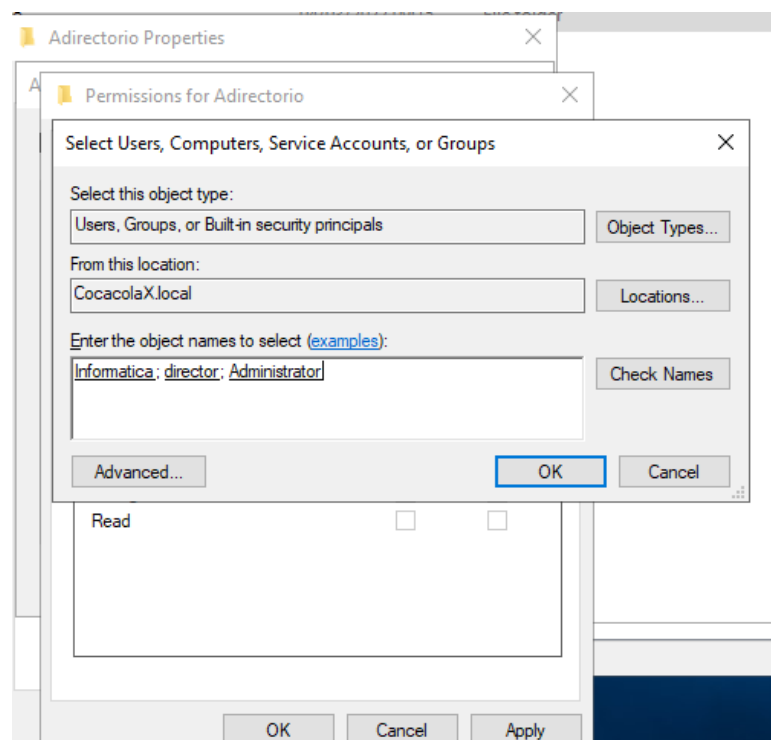 Adirectorio Properties
A
Permissions for Adirectorio
Select Users, Computers, Service Accounts, or Groups
Select this object type:
Users, Groups, or Built-in security principals
Object Types...
From this location:
CocacolaX.local
Locations...
Enter the object names to select (examples):
Informatica; director; Administrator
Check Names
Advanced...
OK
Cancel
Read
OK
Cancel
Apply